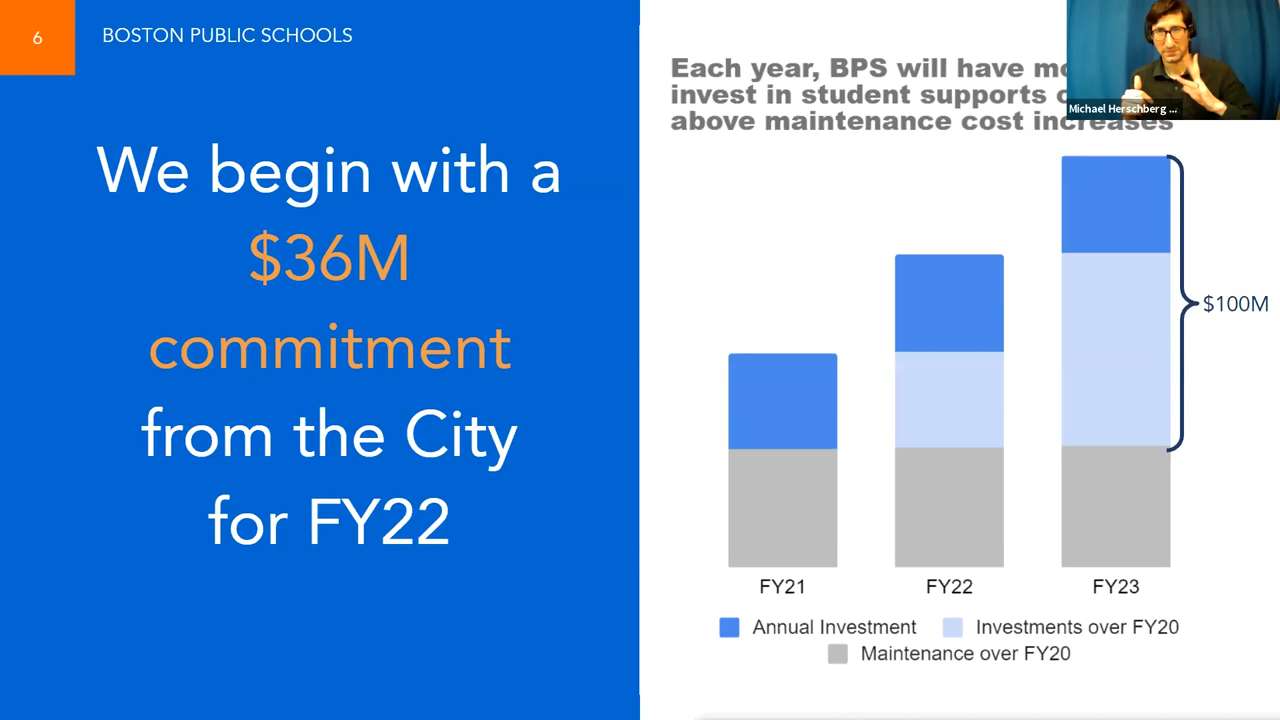 6
BOSTON PUBLIC SCHOOLS
We begin with a
$36M
commitment
from the City
for FY22
Each year, BPS will have
invest in student supports
above maintenance cost increases
Michael Herschberg ...
$100M
FY21
FY22
FY23
Annual Investment
Investments over FY20
Maintenance over FY20